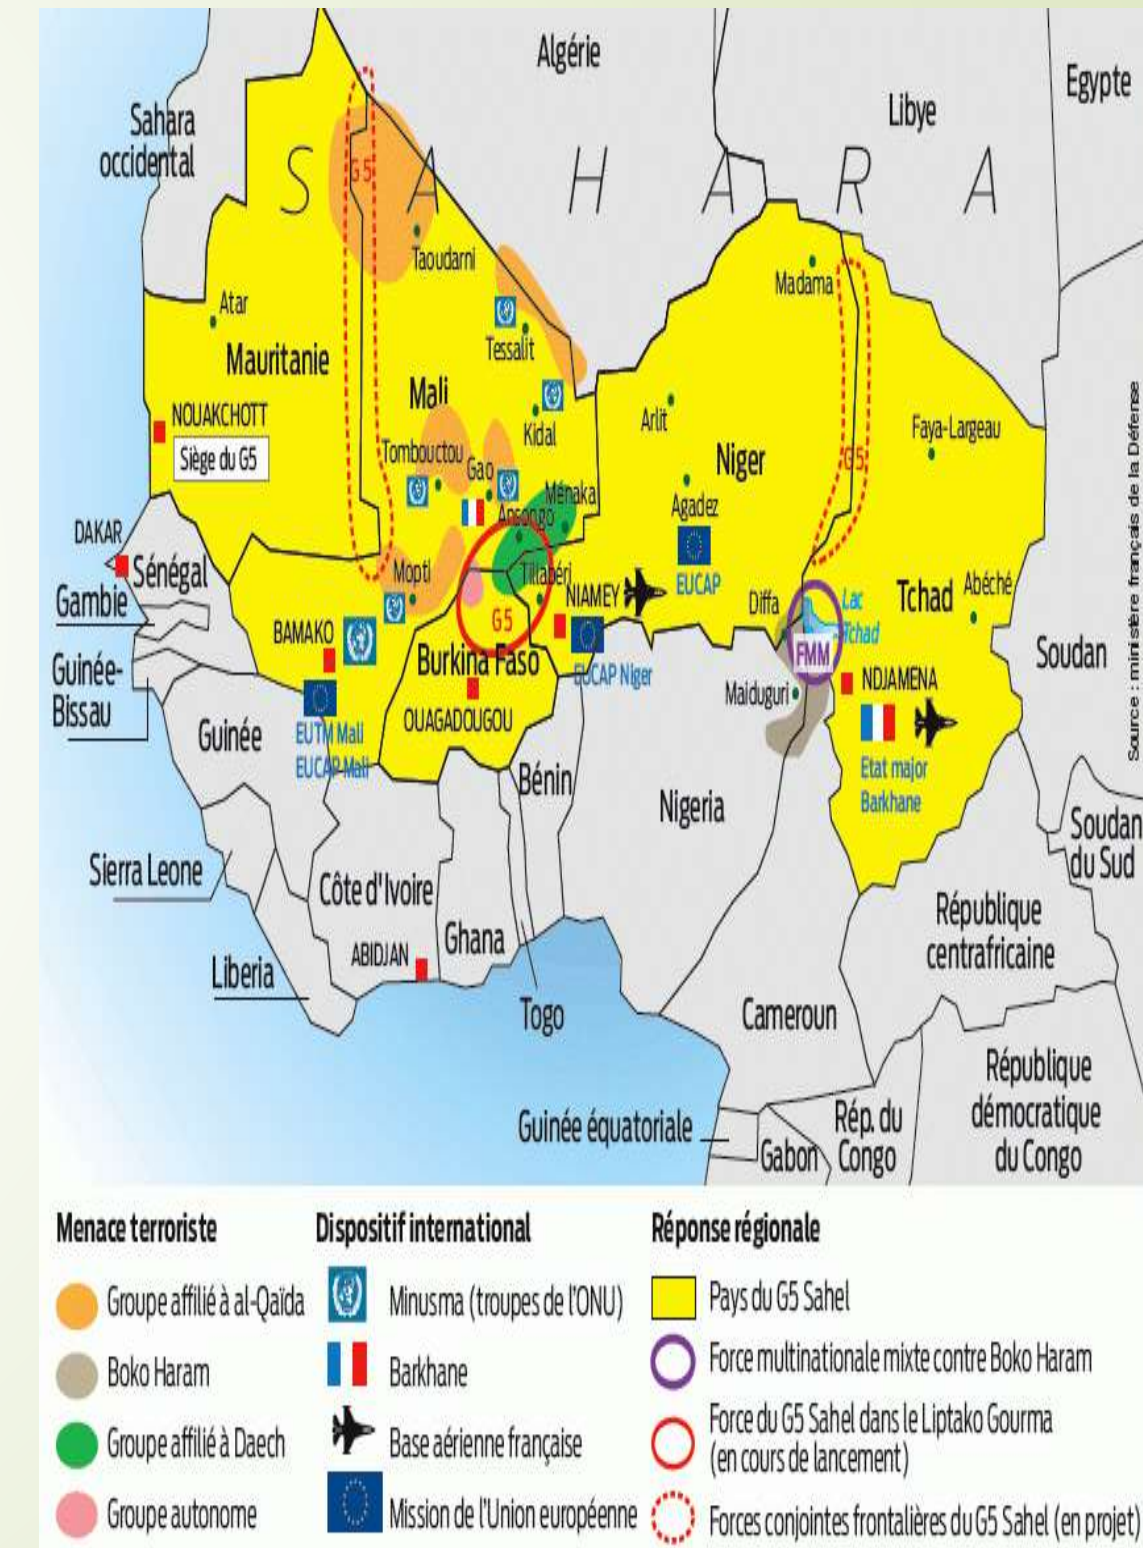 Algérie
Libye
Egypte
Sahara
occidental
S A H A R A
G5
Taoudarni
Madama
Atar
Tessalit
Mauritanie
Mali
Arlit
Faya-Largeau
NOUAKCHOTT
Siège du G5
Kidal
Tombouctou
Gao
Niger
G5
Ménaka
Agadez
Ansongo
EUCAP
DAKAR
Sénégal
Gambie
Mopti
Tillabéri
NIAMEY
Diffa
Lac
Tchad
Tchad
Abéché
G5
BAMAKO
Burkina Faso
EUCAP Niger
FMM
Soudan
Guinée-
Bissau
OUAGADOUGOU
Maiduguri
NDJAMENA
Guinée
EUTM Mali
EUCAP Mali
Etat major
Barkhane
Bénin
Nigeria
Soudan
du Sud
Sierra Leone
Côte d'Ivoire
Ghana
République
centrafricaine
ABIDJAN
Liberia
Togo
Cameroun
République
démocratique
du Congo
Guinée équatoriale
Gabon
Rép. du
Congo
Source : ministère français de la Défense
Menace terroriste
Groupe affilié à al-Qaïda
Boko Haram
Groupe affilié à Daech
Groupe autonome
Dispositif international
Minusma (troupes de l'ONU)
Barkhane
Base aérienne française
Mission de l'Union européenne
Réponse régionale
Pays du G5 Sahel
Force multinationale mixte contre Boko Haram
Force du G5 Sahel dans le Liptako Gourma
(en cours de lancement)
Forces conjointes frontalières du G5 Sahel (en projet)